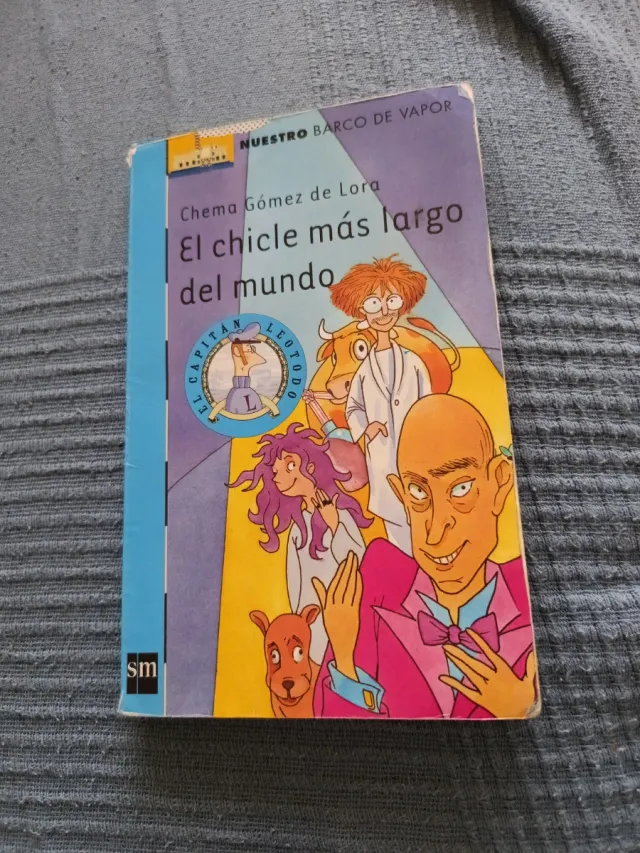 NUESTRO BARCO DE VAPOR
Chema Gómez de Lora
El chicle más largo
del mundo
EL CAPITÁN LEOTODO
L
sm